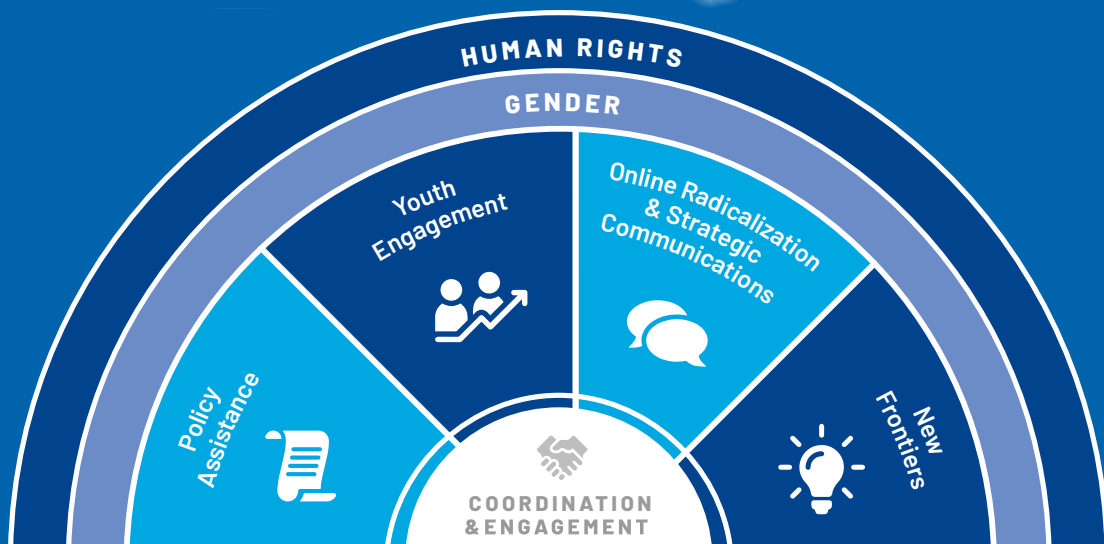 HUMAN RIGHTS
GENDER
Youth
Engagement
Online Radicalization
& Strategic
Communications
Policy
Assistance
New
Frontiers
COORDINATION
& ENGAGEMENT